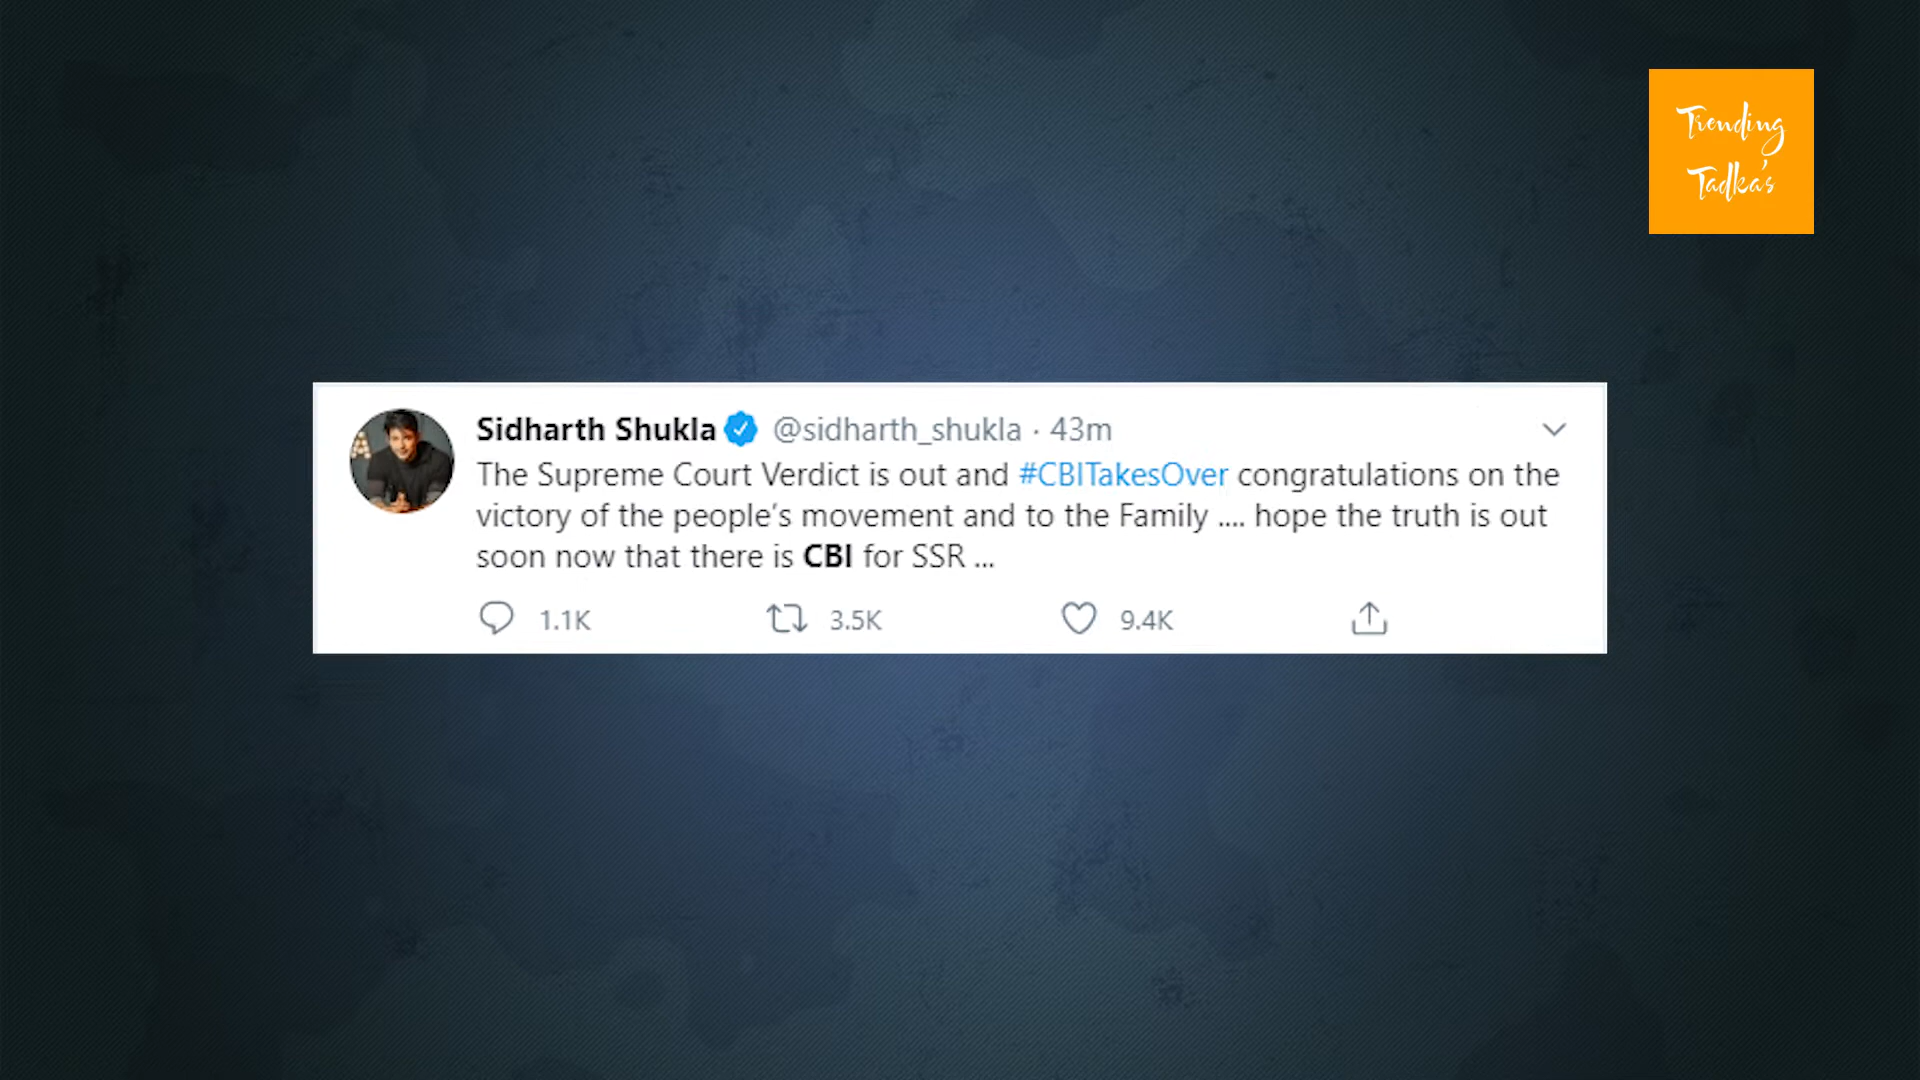 Trending
Tadka's
Sidharth Shukla @sidharth_shukla · 43m
The Supreme Court Verdict is out and #CBITakesOver congratulations on the
victory of the people’s movement and to the Family .... hope the truth is out
soon now that there is CBI for SSR ...
1.1K 3.5K 9.4K